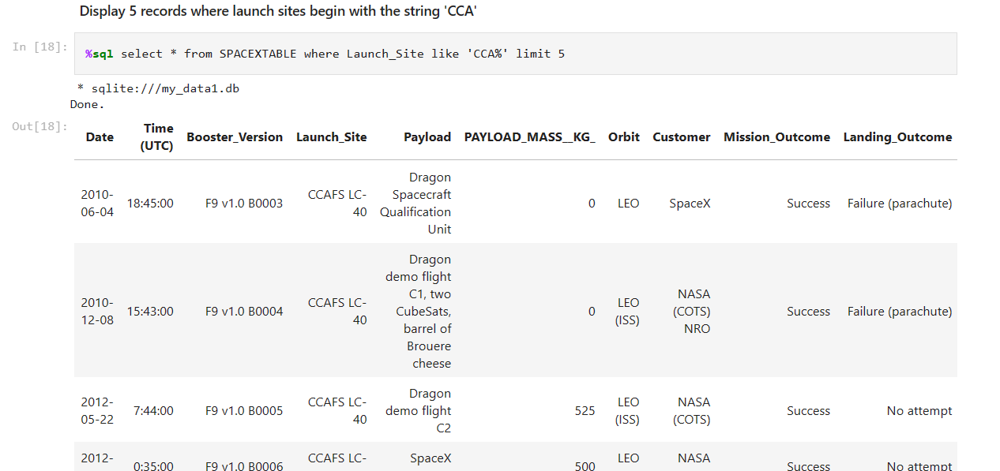 Display 5 records where launch sites begin with the string 'CCA'
In [18]: %sql select * from SPACEXTABLE where Launch_Site like 'CCA%' limit 5
* sqlite:///my_data1.db
Done.
Out[18]:
Date Time (UTC) Booster_Version Launch_Site Payload PAYLOAD_MASS__KG_ Orbit Customer Mission_Outcome Landing_Outcome
2010-06-04 18:45:00 F9 v1.0 B0003 CCAFS LC-40 Dragon Spacecraft Qualification Unit 0 LEO SpaceX Success Failure (parachute)
2010-12-08 15:43:00 F9 v1.0 B0004 CCAFS LC-40 Dragon demo flight C1, two CubeSats, barrel of Brouere cheese 0 LEO (ISS) NASA (COTS) NRO Success Failure (parachute)
2012-05-22 7:44:00 F9 v1.0 B0005 CCAFS LC-40 Dragon demo flight C2 525 LEO (ISS) NASA (COTS) Success No attempt
2012- 0:35:00 F9 v1.0 B0006 CCAFS LC- SpaceX 500 LEO NASA Success No attempt